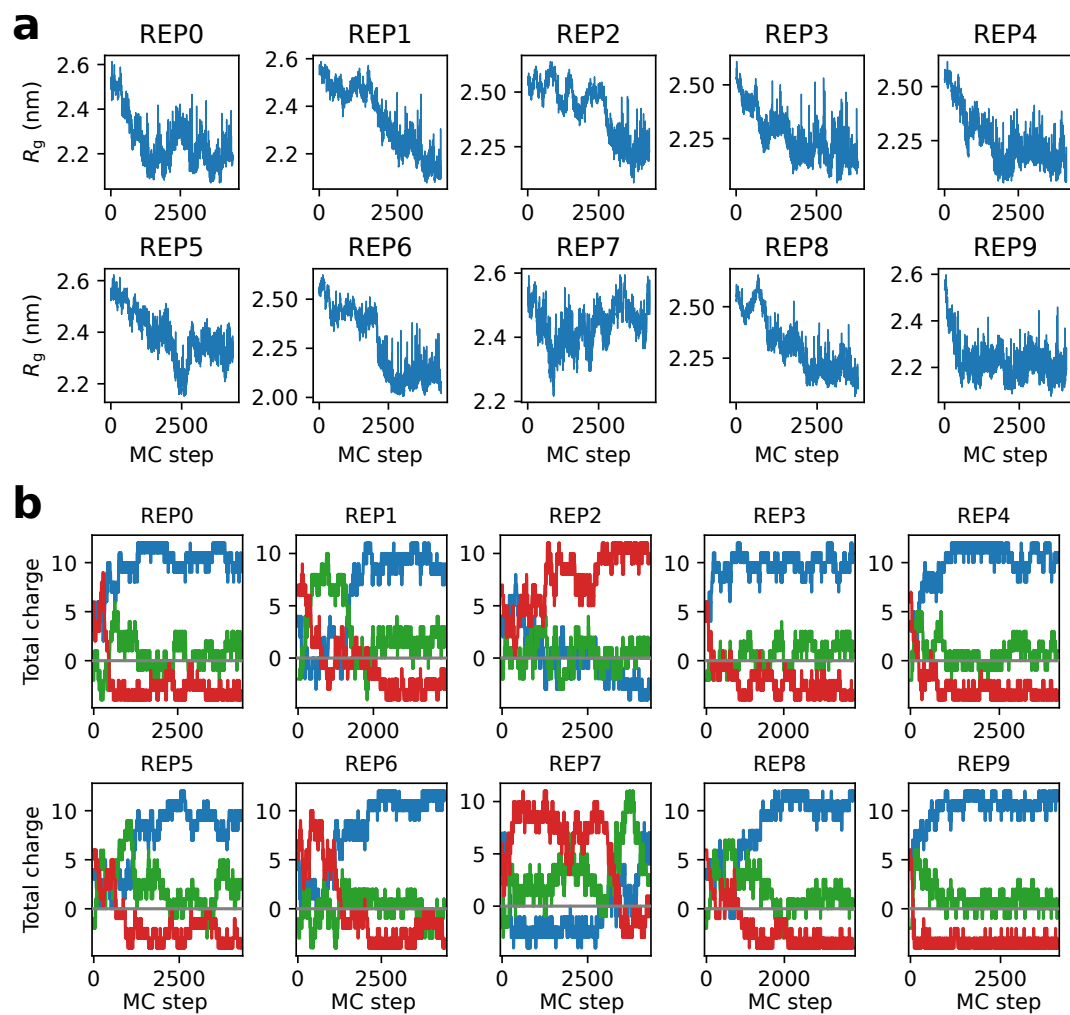 a
REP0 REP1 REP2 REP3 REP4
2.6 2.6 2.50 2.50 2.50
2.4 2.4 2.25 2.25 2.25
2.2 2.2
Rg (nm)
0 2500 0 2500 0 2500 0 2500 0 2500
REP5 REP6 REP7 REP8 REP9
2.6 2.50 2.6 2.50 2.6
2.4 2.25 2.4 2.25 2.4
2.2 2.00 2.2 2.2
Rg (nm)
0 2500 0 2500 0 2500 0 2500 0 2500
MC step MC step MC step MC step MC step
b
REP0 REP1 REP2 REP3 REP4
10 10 10 10 10
5 5 5 5 5
0 0 0 0 0
Total charge
0 2500 0 2000 0 2500 0 2000 0 2500
REP5 REP6 REP7 REP8 REP9
10 10 10 10 10
5 5 5 5 5
0 0 0 0 0
Total charge
0 2500 0 2500 0 2500 0 2000 0 2500
MC step MC step MC step MC step MC step